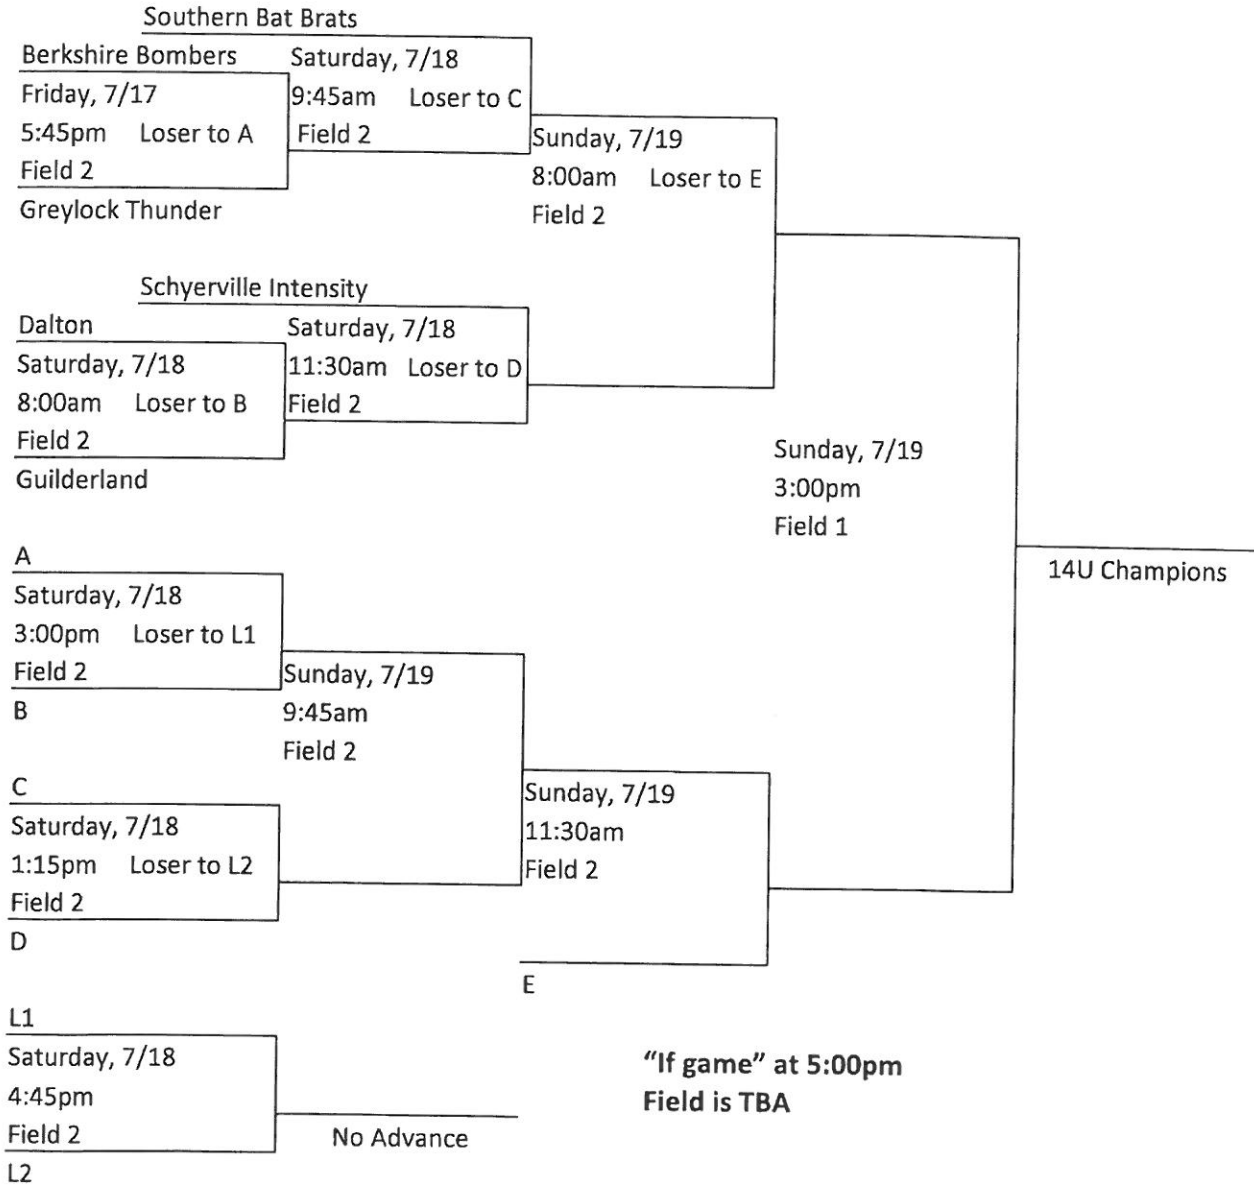 Southern Bat Brats
Berkshire Bombers
Saturday, 7/18
9:45am Loser to C
Field 2
Friday, 7/17
5:45pm Loser to A
Field 2
Greylock Thunder
Sunday, 7/19
8:00am Loser to E
Field 2
Schyerville Intensity
Dalton
Saturday, 7/18
11:30am Loser to D
Field 2
Saturday, 7/18
8:00am Loser to B
Field 2
Guilderland
Sunday, 7/19
3:00pm
Field 1
14U Champions
A
Saturday, 7/18
3:00pm Loser to L1
Field 2
B
Sunday, 7/19
9:45am
Field 2
C
Saturday, 7/18
1:15pm Loser to L2
Field 2
D
Sunday, 7/19
11:30am
Field 2
E
L1
Saturday, 7/18
4:45pm
Field 2
L2
No Advance
“If game” at 5:00pm
Field is TBA